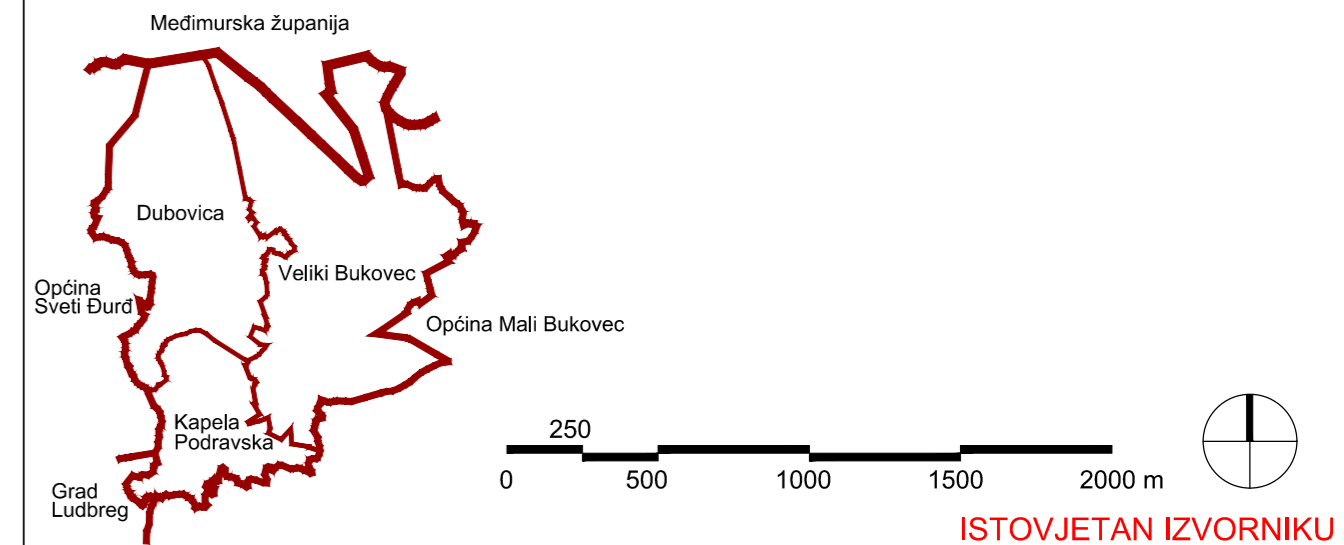 Međimurska županija
Dubovica
Veliki Bukovec
Općina
Sveti Đurđ
Općina Mali Bukovec
Kapela
Podravska
Grad
Ludbreg
250
0 500 1000 1500 2000 m
ISTOVJETAN IZVORNIKU